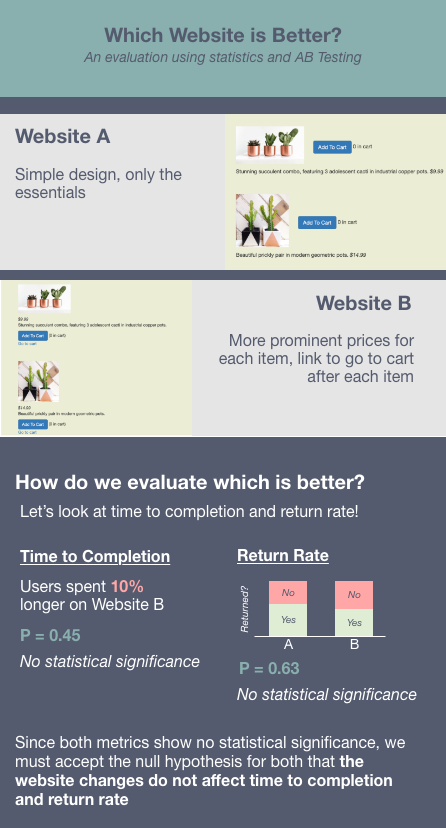 Which Website is Better?
An evaluation using statistics and AB Testing
Website A
Simple design, only the
essentials
Add To Cart 0 in cart
Stunning succulent combo, featuring 3 adolescent cacti in industrial copper pots. $9.99
Add To Cart 0 in cart
Beautiful prickly pair in modern geometric pots. $14.99
$9.99
Stunning succulent combo, featuring 3 adolescent cacti in industrial copper pots.
Add To Cart (0 in cart)
Go to cart
$14.99
Beautiful prickly pair in modern geometric pots.
Add To Cart (0 in cart)
Go to cart
Website B
More prominent prices for
each item, link to go to cart
after each item
How do we evaluate which is better?
Let's look at time to completion and return rate!
Time to Completion
Users spent 10%
longer on Website B
P = 0.45
No statistical significance
Return Rate
Returned?
No No
Yes Yes
A B
P = 0.63
No statistical significance
Since both metrics show no statistical significance, we
must accept the null hypothesis for both that the
website changes do not affect time to completion
and return rate